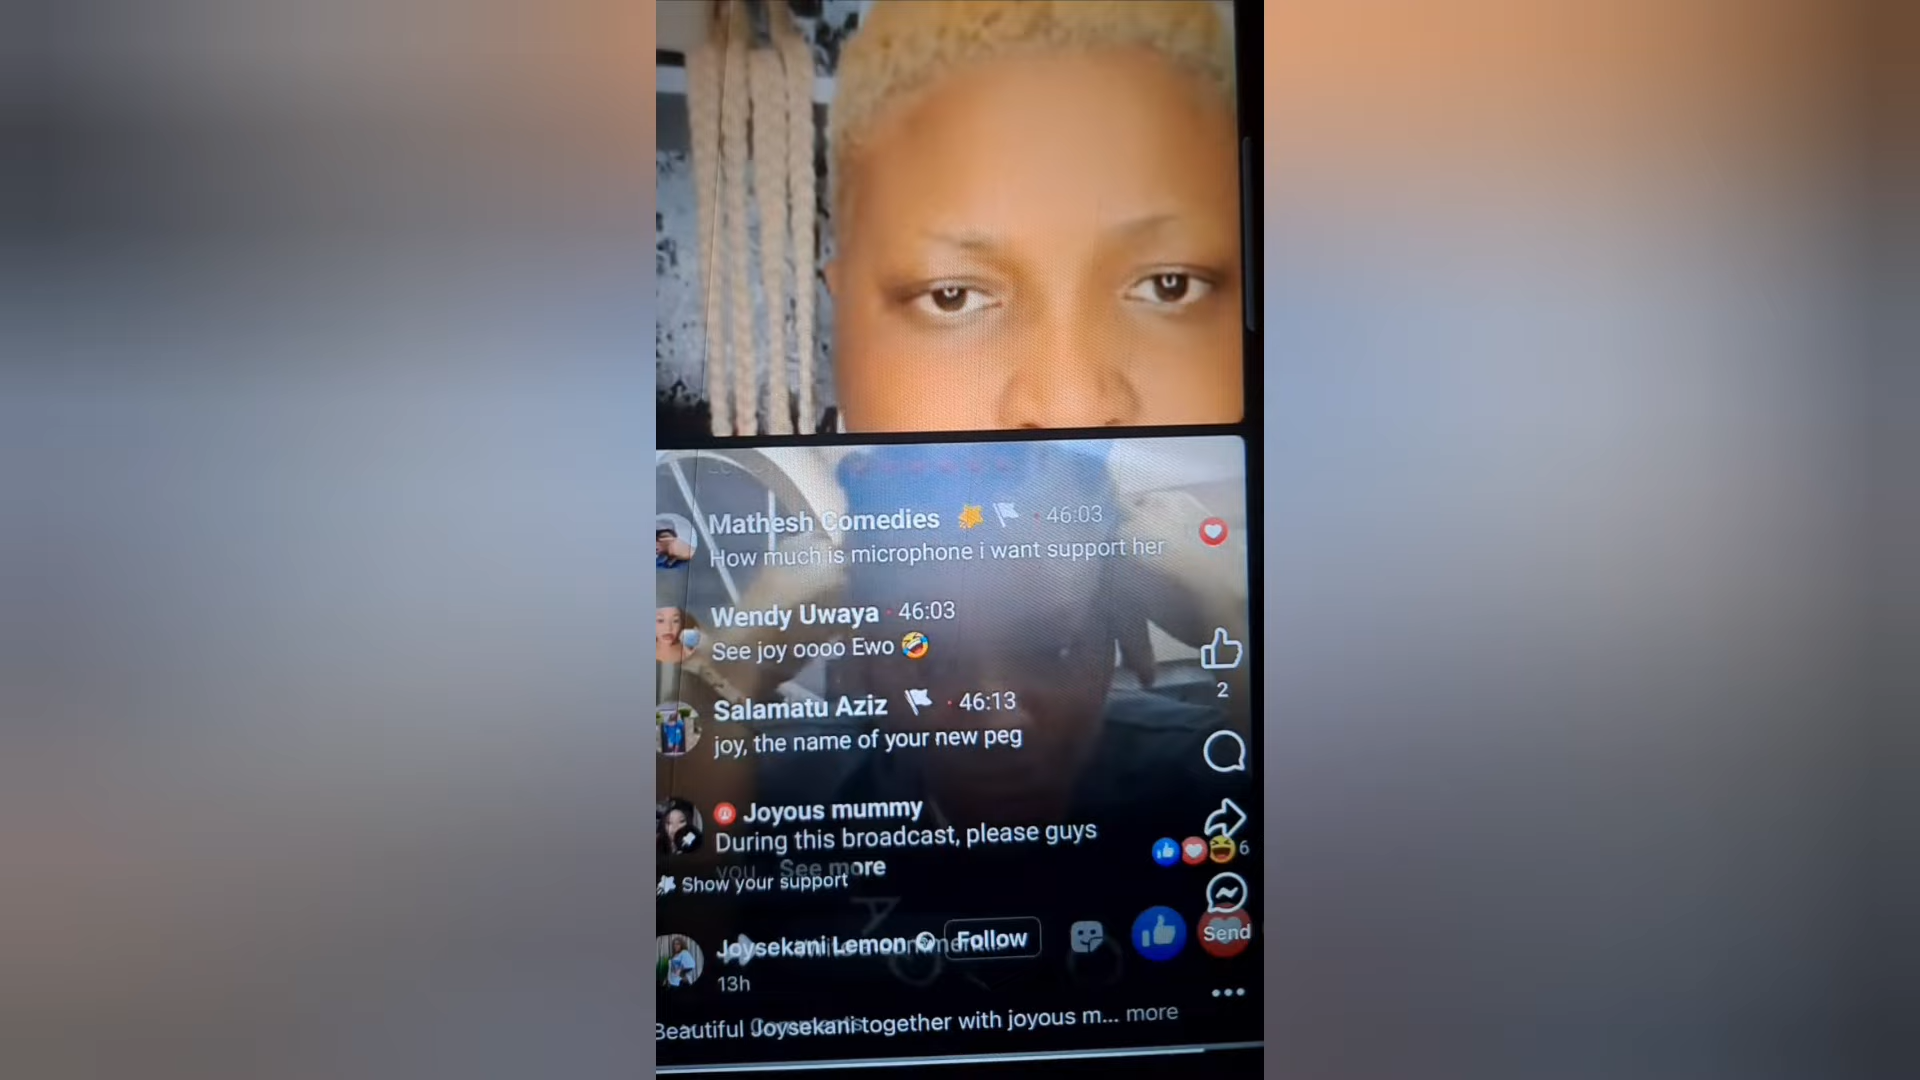 Mathesh Comedies · 46:03
How much is microphone i want support her
Wendy Uwaya · 46:03
See joy oooo Ewo 🤣
Salamatu Aziz · 46:13
joy, the name of your new peg
2
Joyous mummy
During this broadcast, please guys
you... See more
6
Show your support
Joysekani Lemon Follow
Send
13h
Comments
Beautiful Joysekani together with joyous m... more